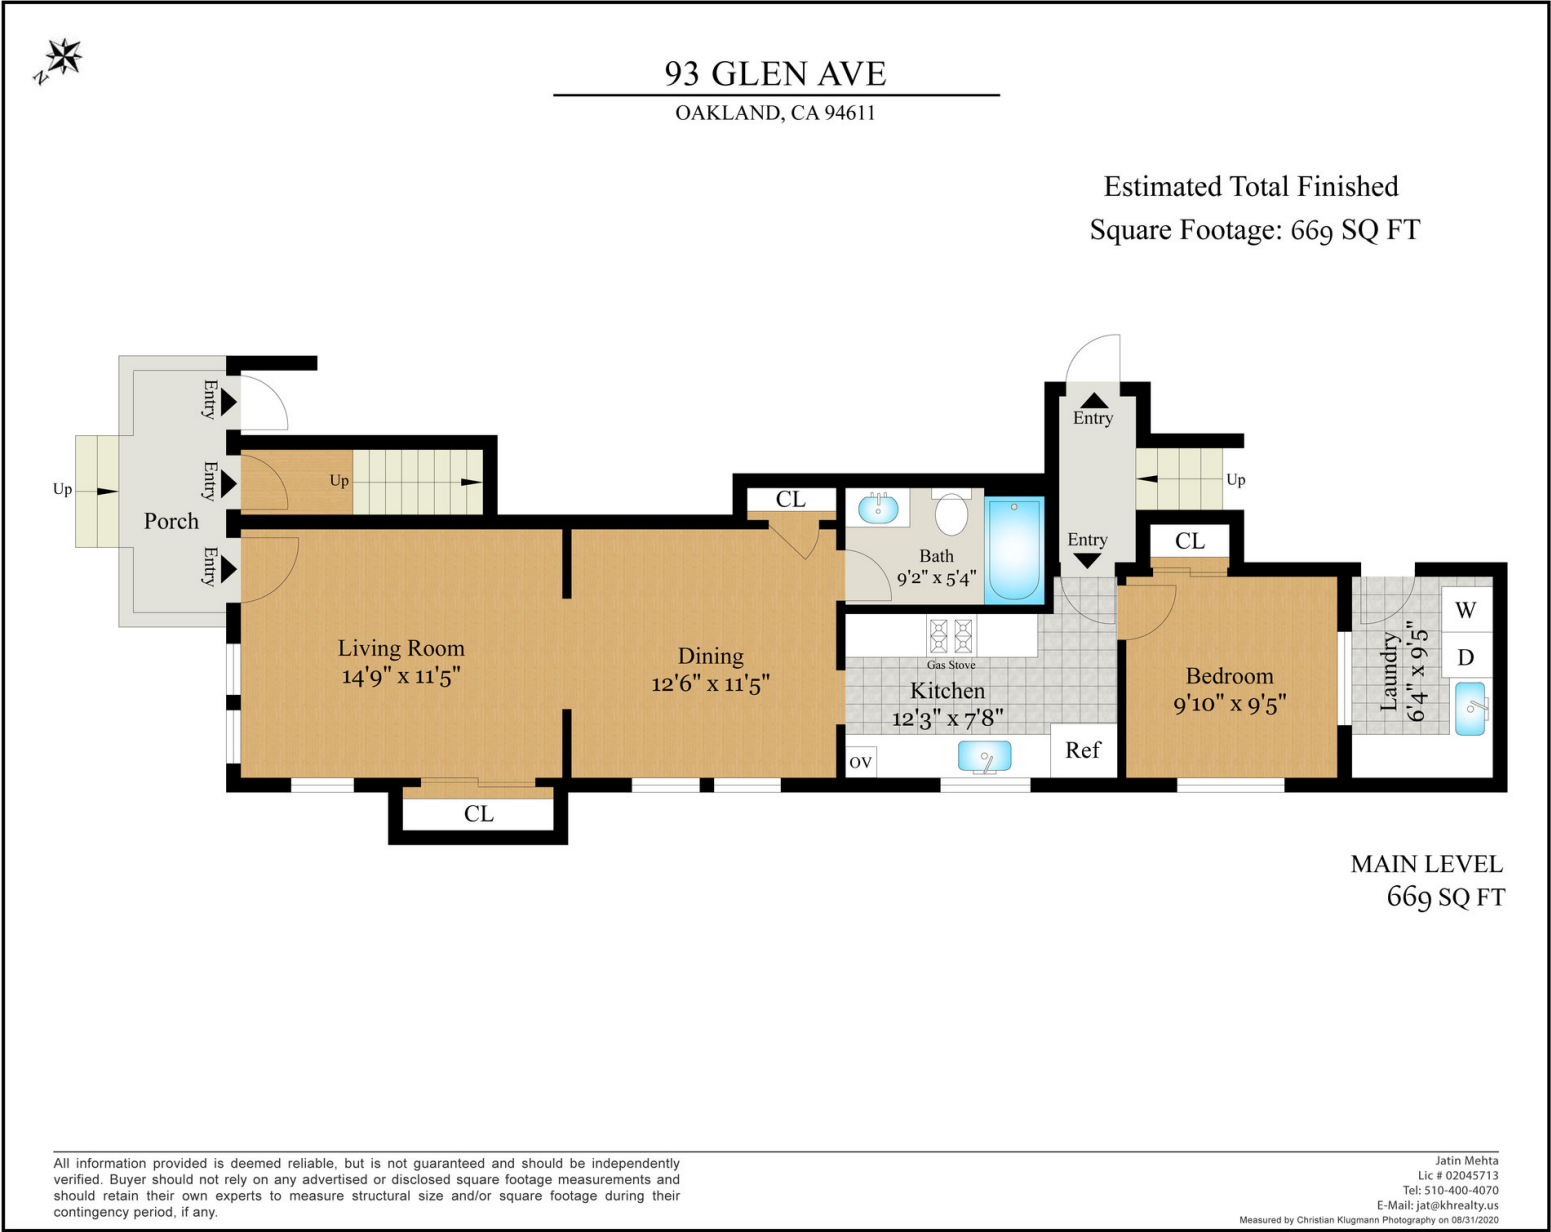 N
93 GLEN AVE
OAKLAND, CA 94611
Estimated Total Finished
Square Footage: 669 SQ FT
Entry
Entry
Entry
Up
Porch
Up
CL
Bath
9'2" x 5'4"
Entry
Entry
Up
CL
Living Room
14'9" x 11'5"
Dining
12'6" x 11'5"
Gas Stove
Kitchen
12'3" x 7'8"
OV
Ref
Bedroom
9'10" x 9'5"
Laundry
6'4" x 9'5"
W
D
CL
MAIN LEVEL
669 SQ FT
All information provided is deemed reliable, but is not guaranteed and should be independently
verified. Buyer should not rely on any advertised or disclosed square footage measurements and
should retain their own experts to measure structural size and/or square footage during their
contingency period, if any.
Jatin Mehta
Lic # 02045713
Tel: 510-400-4070
E-Mail: jat@khrealty.us
Measured by Christian Klugmann Photography on 08/31/2020